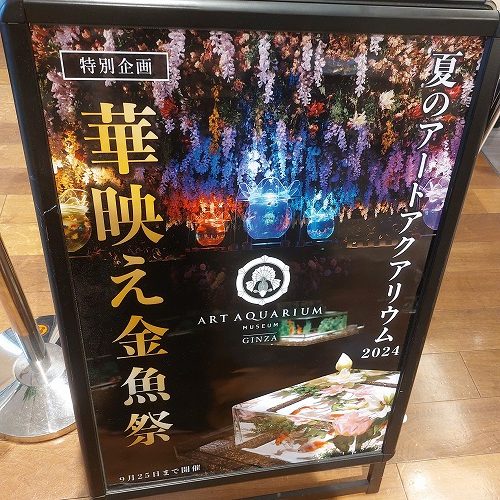 夏のアートアクアリウム 2024
特別企画
華映え金魚祭
ART AQUARIUM
MUSEUM
GINZA
9月25日まで開催